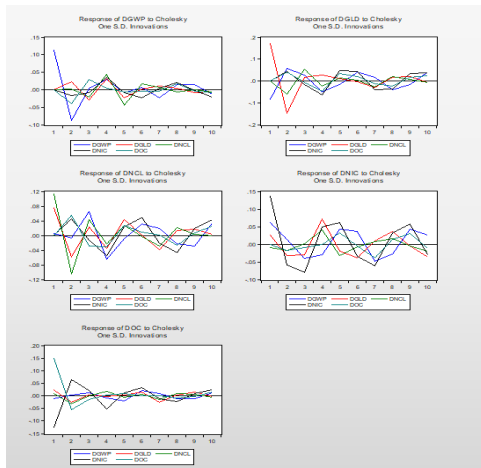 Response of DGWP to Cholesky
One S.D. Innovations
.15
.10
.05
.00
-.05
-.10
1 2 3 4 5 6 7 8 9 10
DGWP DGLD DNCL
DNIC DOC
Response of DGLD to Cholesky
One S.D. Innovations
.2
.1
.0
-.1
-.2
1 2 3 4 5 6 7 8 9 10
DGWP DGLD DNCL
DNIC DOC
Response of DNCL to Cholesky
One S.D. Innovations
.12
.08
.04
.00
-.04
-.08
-.12
1 2 3 4 5 6 7 8 9 10
DGWP DGLD DNCL
DNIC DOC
Response of DNIC to Cholesky
One S.D. Innovations
.15
.10
.05
.00
-.05
-.10
1 2 3 4 5 6 7 8 9 10
DGWP DGLD DNCL
DNIC DOC
Response of DOC to Cholesky
One S.D. Innovations
.20
.15
.10
.05
.00
-.05
-.10
-.15
1 2 3 4 5 6 7 8 9 10
DGWP DGLD DNCL
DNIC DOC